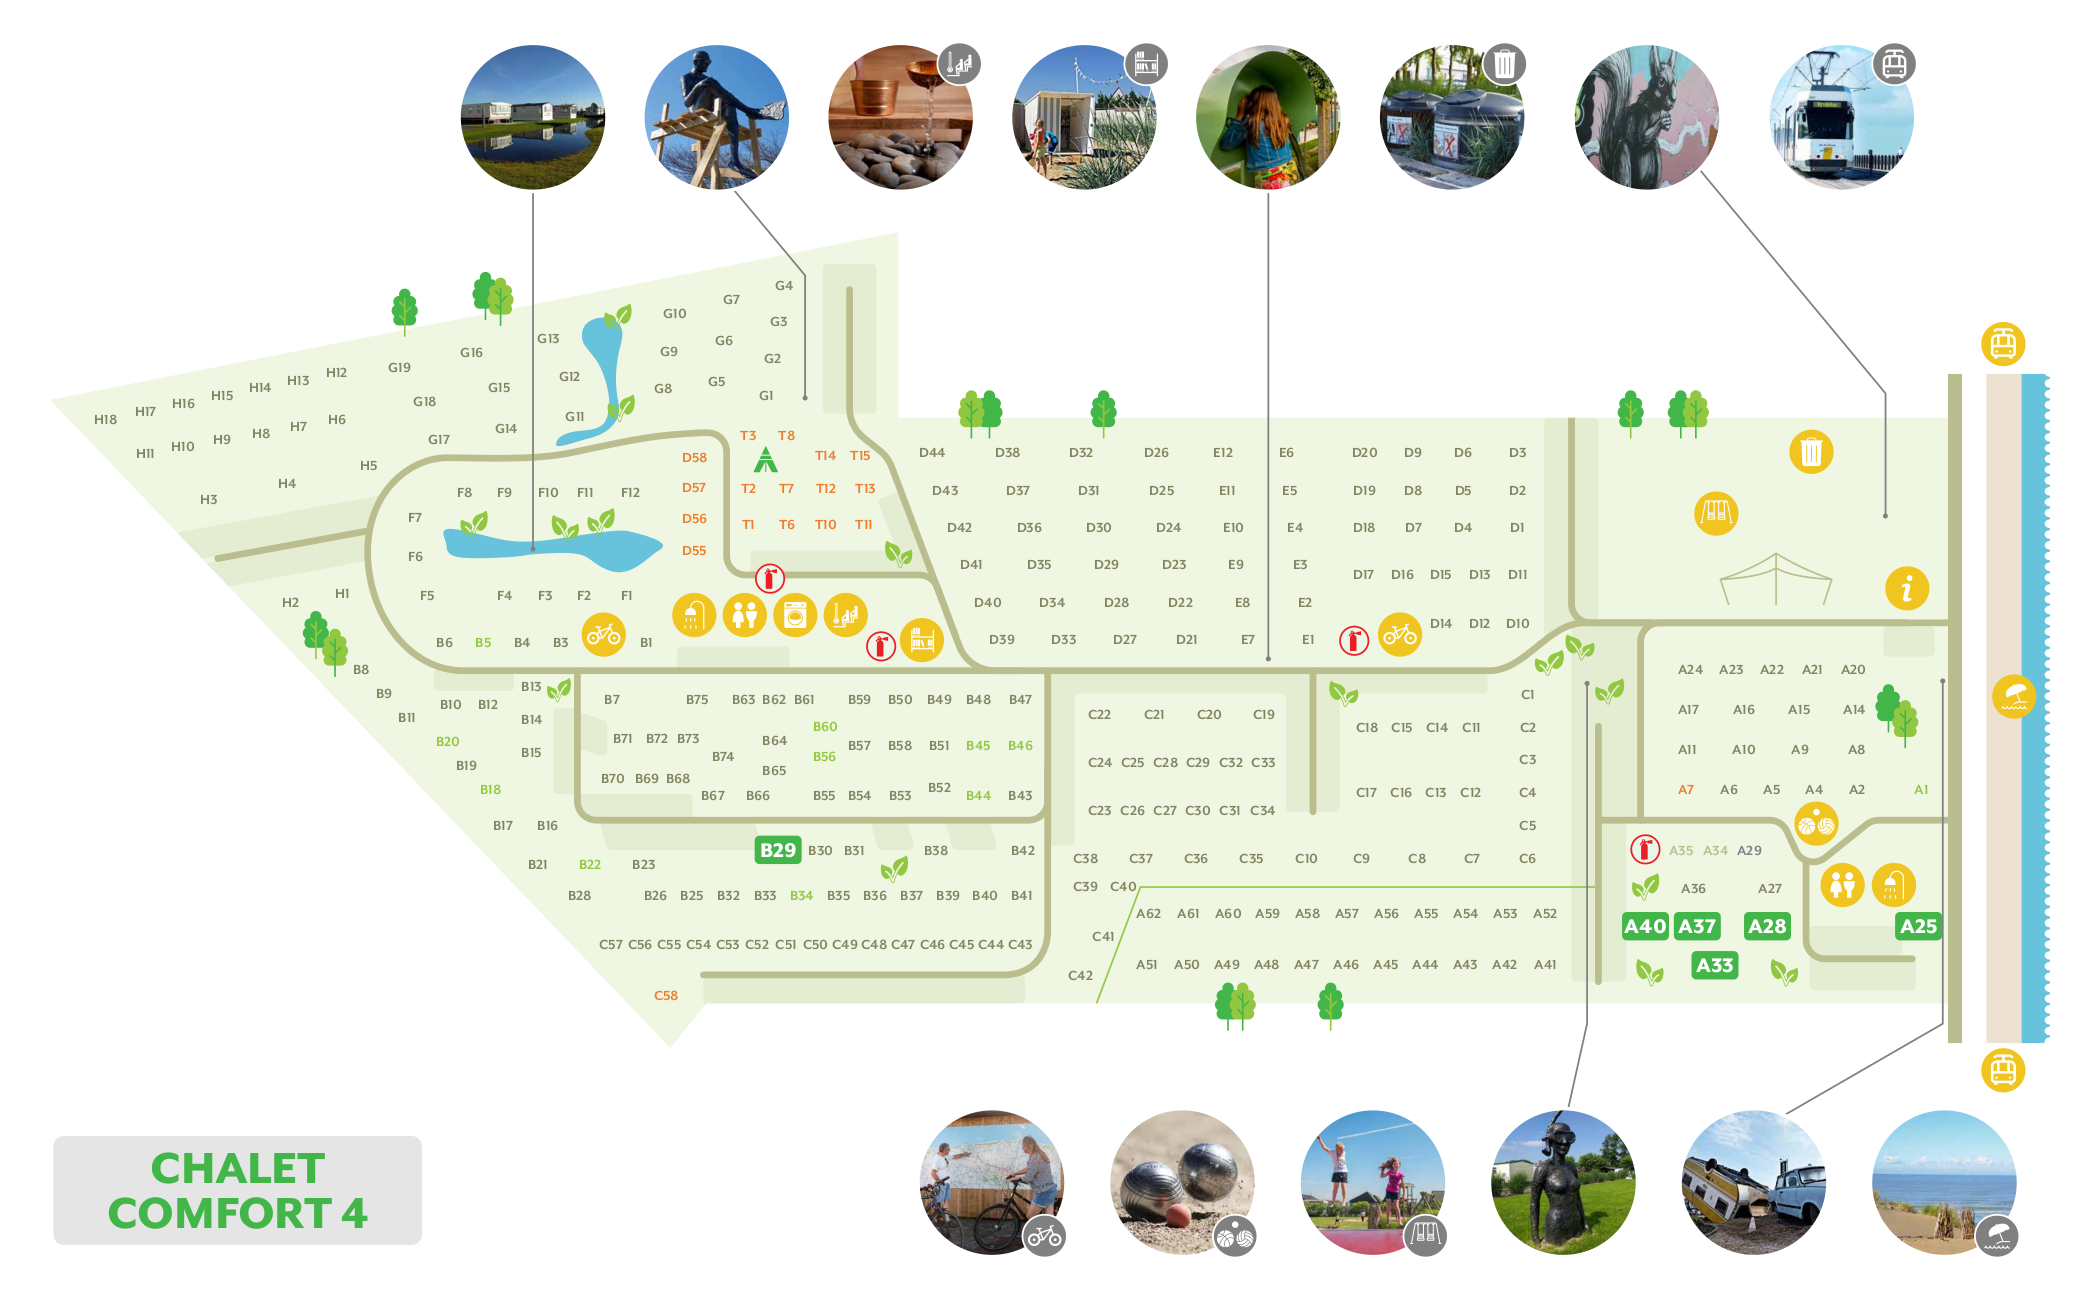 G4
G7
G10
G3
G13
G6
G16
G9
G2
G19
H12
G12
G5
H13
G15
G8
H14
G1
H15
G18
H16
H17
G11
H18
H6
H7
G14
H8
T3 T8
H9
G17
H10
H11
D58 T14 T15
H5
D44 D38 D32 D26 E12 E6 D20 D9 D6 D3
H4
H3
F8 F9 F10 F11 F12 D57 T2 T7 T12 T13
D43 D37 D31 D25 E11 E5 D19 D8 D5 D2
F7 D56 T1 T6 T10 T11
D42 D36 D30 D24 E10 E4 D18 D7 D4 D1
F6 D55
D41 D35 D29 D23 E9 E3 D17 D16 D15 D13 D11
i
H1
H2
F5 F4 F3 F2 F1
D40 D34 D28 D22 E8 E2
D14 D12 D10
B6 B5 B4 B3 B1
D39 D33 D27 D21 E7 E1
B8
A24 A23 A22 A21 A20
B9
B13
B10 B12
B7 B75 B63 B62 B61 B59 B50 B49 B48 B47
C1
B11
B14
C22 C21 C20 C19
A17 A16 A15 A14
B60
C18 C15 C14 C11 C2
B20
B71 B72 B73 B64
B15
B74 B56 B57 B58 B51 B45 B46
A11 A10 A9 A8
B19
B65
C24 C25 C28 C29 C32 C33
C3
B18
B70 B69 B68
B67 B66 B55 B54 B53 B52 B44 B43
C17 C16 C13 C12 C4
A7 A6 A5 A4 A2 A1
C23 C26 C27 C30 C31 C34
B17 B16
C5
B21 B22 B23
B29 B30 B31 B38 B42
C38 C37 C36 C35 C10 C9 C8 C7 C6
A35 A34 A29
B28 B26 B25 B32 B33 B34 B35 B36 B37 B39 B40 B41
C39 C40
A36 A27
A62 A61 A60 A59 A58 A57 A56 A55 A54 A53 A52
A40 A37 A28 A25
C57 C56 C55 C54 C53 C52 C51 C50 C49 C48 C47 C46 C45 C44 C43
C41
A51 A50 A49 A48 A47 A46 A45 A44 A43 A42 A41
A33
C42
C58
CHALET
COMFORT 4